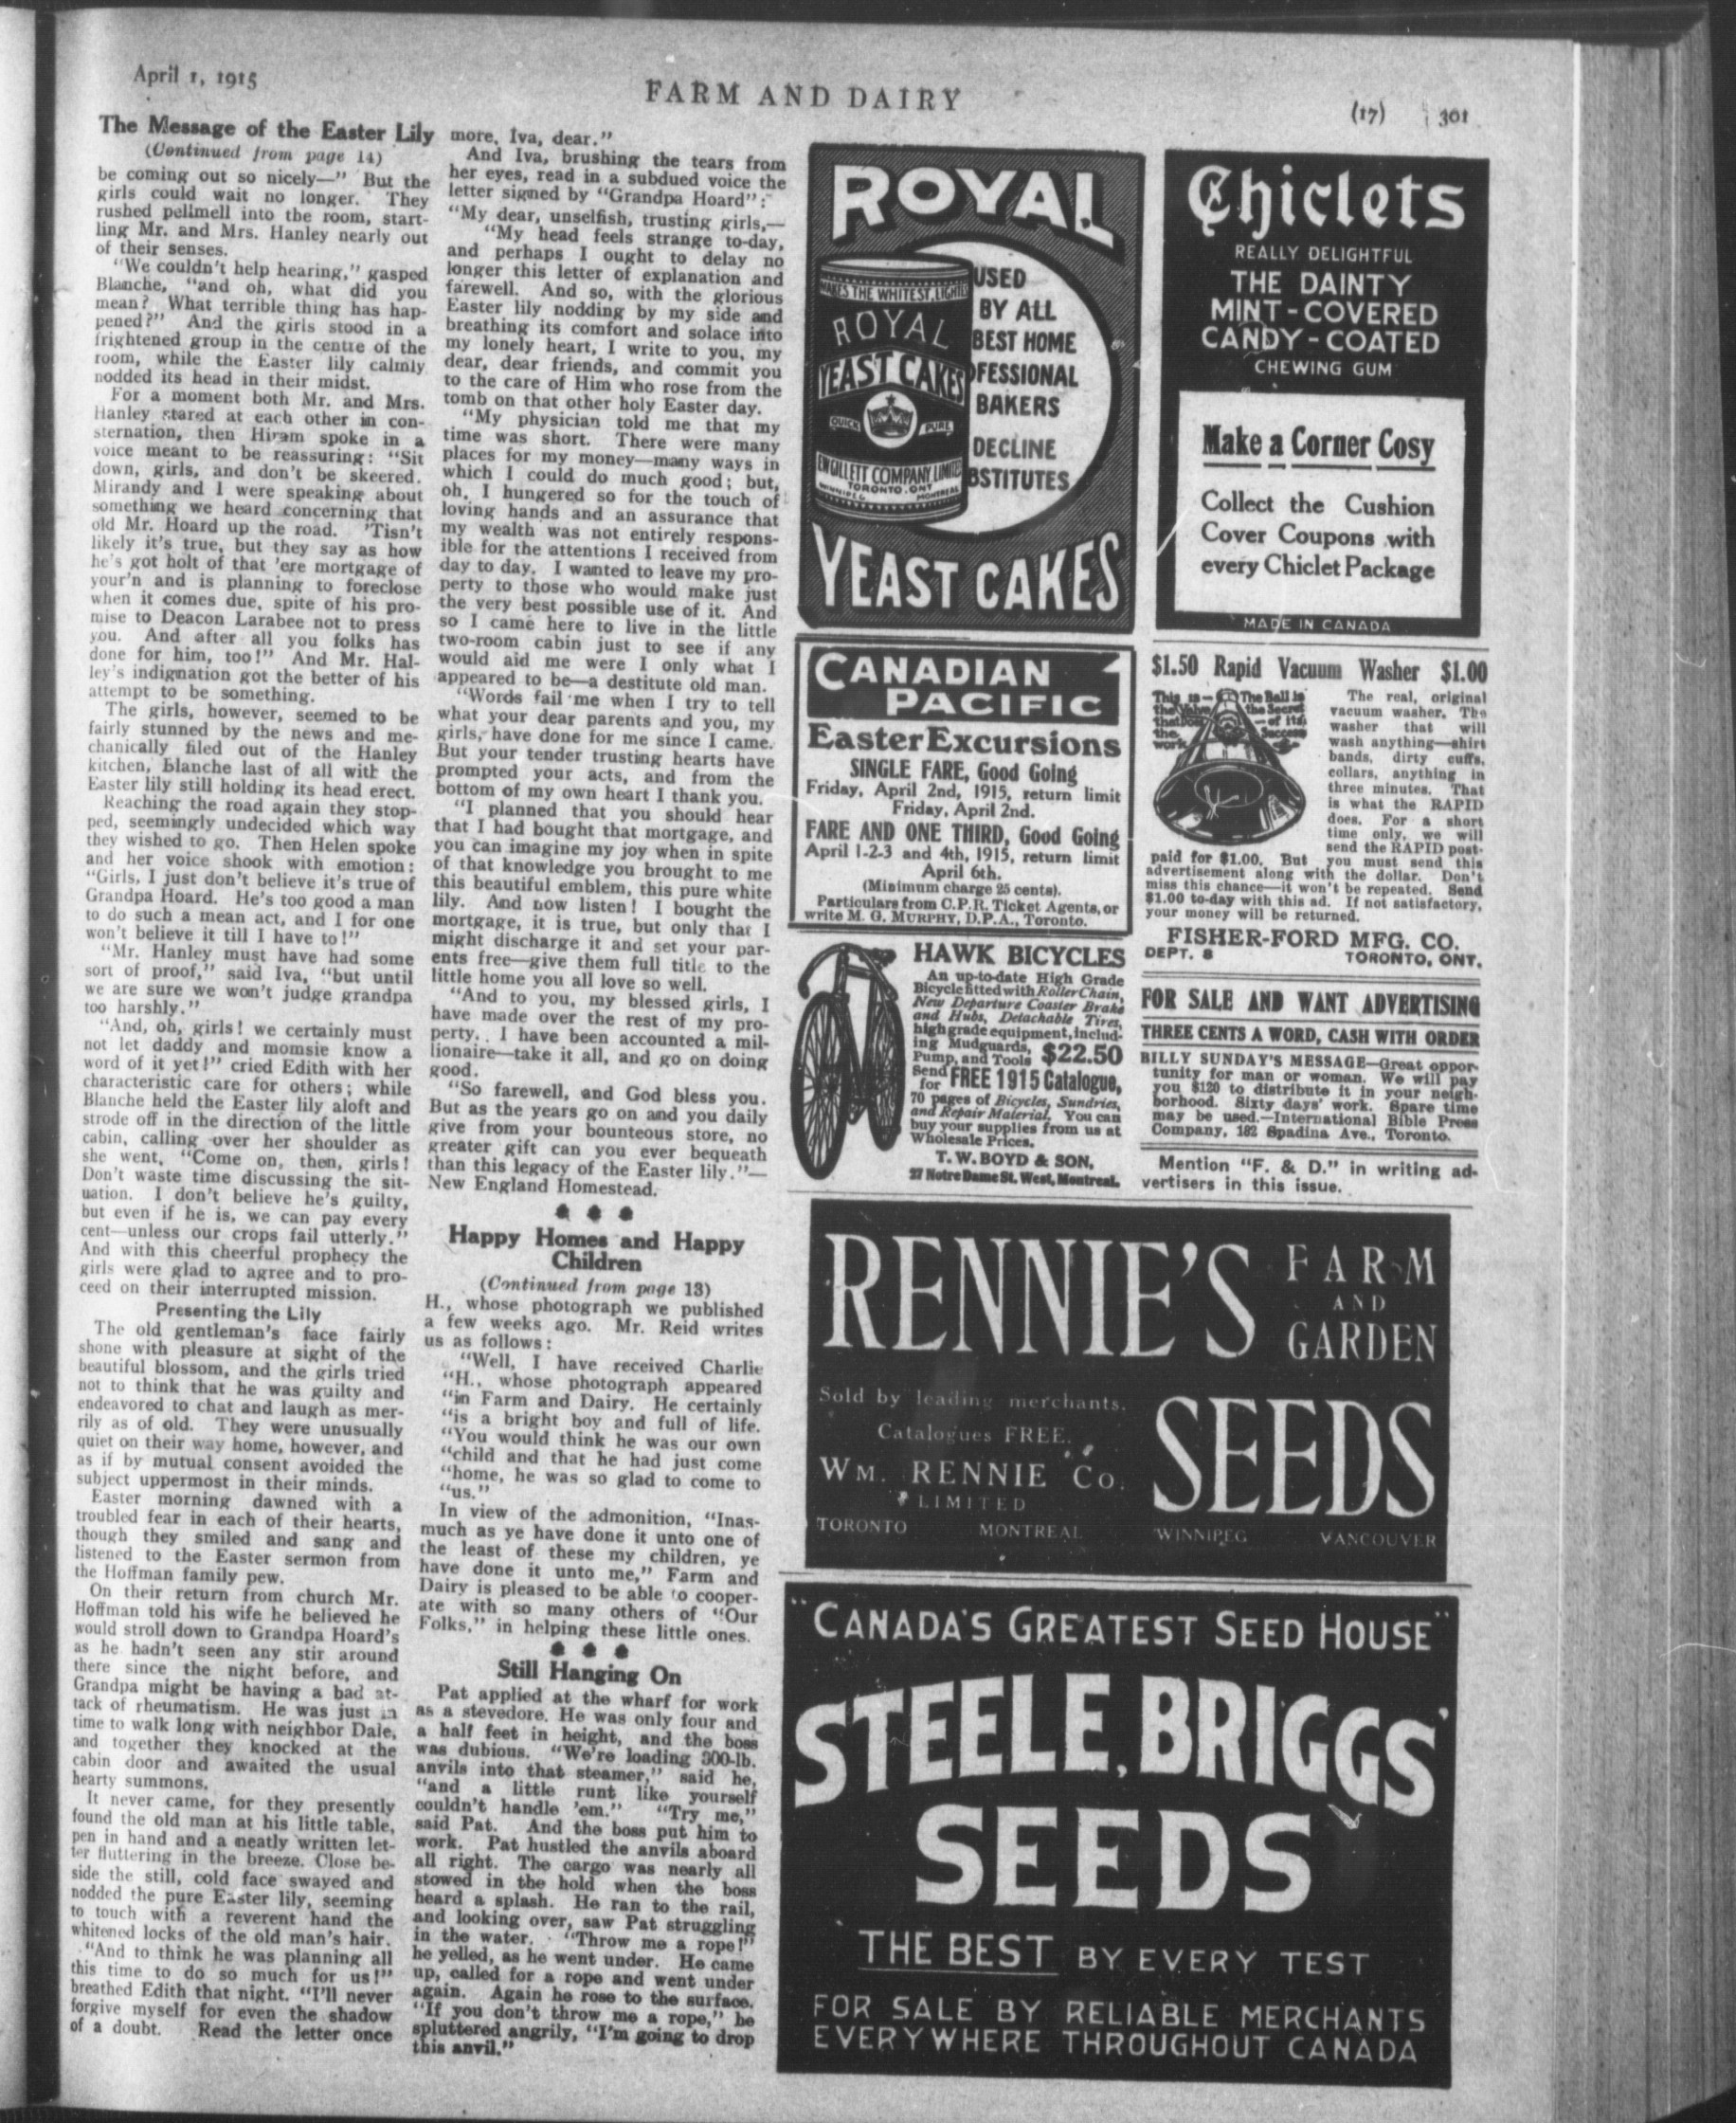 April 1, 1915
FARM AND DAIRY
(17) 301
The Message of the Easter Lily
(Continued from page 14)
be coming out so nicely—" But the
girls could wait no longer. They
rushed pellmell into the room, start-
ling Mr. and Mrs. Hanley nearly out
of their senses.
"We couldn't help hearing," gasped
Blanche, "and oh, what did you
mean? What terrible thing has hap-
pened?" And the girls stood in a
frightened group in the centre of the
room, while the Easter lily calmly
nodded its head in their midst.
For a moment both Mr. and Mrs.
Hanley stared at each other in con-
sternation, then Hiram spoke in a
voice meant to be reassuring: "Sit
down, girls, and don't be skeered.
Mirandy and I were speaking about
something we heard concerning that
old Mr. Hoard up the road. 'Tisn't
likely it's true, but they say as how
he's got holt of that 'ere mortgage of
your'n and is planning to foreclose
when it comes due, spite of his pro-
mise to Deacon Larabee not to press
you. And after all you folks has
done for him, too!" And Mr. Hal-
ley's indignation got the better of his
attempt to be something.
The girls, however, seemed to be
fairly stunned by the news and me-
chanically filed out of the Hanley
kitchen, Blanche last of all with the
Easter lily still holding its head erect.
Reaching the road again they stop-
ped, seemingly undecided which way
they wished to go. Then Helen spoke
and her voice shook with emotion:
"Girls, I just don't believe it's true of
Grandpa Hoard. He's too good a man
to do such a mean act, and I for one
won't believe it till I have to!"
"Mr. Hanley must have had some
sort of proof," said Iva, "but until
we are sure we won't judge grandpa
too harshly."
"And, oh, girls! we certainly must
not let daddy and momsie know a
word of it yet!" cried Edith with her
characteristic care for others; while
Blanche held the Easter lily aloft and
strode off in the direction of the little
cabin, calling over her shoulder as
she went, "Come on, then, girls!
Don't waste time discussing the sit-
uation. I don't believe he's guilty,
but even if he is, we can pay every
cent—unless our crops fail utterly."
And with this cheerful prophecy the
girls were glad to agree and to pro-
ceed on their interrupted mission.
Presenting the Lily
The old gentleman's face fairly
shone with pleasure at sight of the
beautiful blossom, and the girls tried
not to think that he was guilty and
endeavored to chat and laugh as mer-
rily as of old. They were unusually
quiet on their way home, however, and
as if by mutual consent avoided the
subject uppermost in their minds.
Easter morning dawned with a
troubled fear in each of their hearts,
though they smiled and sang and
listened to the Easter sermon from
the Hoffman family pew.
On their return from church Mr.
Hoffman told his wife he believed he
would stroll down to Grandpa Hoard's
as he hadn't seen any stir around
there since the night before, and
Grandpa might be having a bad at-
tack of rheumatism. He was just in
time to walk long with neighbor Dale,
and together they knocked at the
cabin door and awaited the usual
hearty summons.
It never came, for they presently
found the old man at his little table,
pen in hand and a neatly written let-
ter fluttering in the breeze. Close be-
side the still, cold face swayed and
nodded the pure Easter lily, seeming
to touch with a reverent hand the
whitened locks of the old man's hair.
"And to think he was planning all
this time to do so much for us!"
breathed Edith that night. "I'll never
forgive myself for even the shadow
of a doubt. Read the letter once
more, Iva, dear."
And Iva, brushing the tears from
her eyes, read in a subdued voice the
letter signed by "Grandpa Hoard":
"My dear, unselfish, trusting girls,—
"My head feels strange to-day,
and perhaps I ought to delay no
longer this letter of explanation and
farewell. And so, with the glorious
Easter lily nodding by my side and
breathing its comfort and solace into
my lonely heart, I write to you, my
dear, dear friends, and commit you
to the care of Him who rose from the
tomb on that other holy Easter day.
"My physician told me that my
time was short. There were many
places for my money—many ways in
which I could do much good; but,
oh, I hungered so for the touch of
loving hands and an assurance that
my wealth was not entirely respons-
ible for the attentions I received from
day to day. I wanted to leave my pro-
perty to those who would make just
the very best possible use of it. And
so I came here to live in the little
two-room cabin just to see if any
would aid me were I only what I
appeared to be—a destitute old man.
"Words fail me when I try to tell
what your dear parents and you, my
girls, have done for me since I came.
But your tender trusting hearts have
prompted your acts, and from the
bottom of my own heart I thank you.
"I planned that you should hear
that I had bought that mortgage, and
you can imagine my joy when in spite
of that knowledge you brought to me
this beautiful emblem, this pure white
lily. And now listen! I bought the
mortgage, it is true, but only that I
might discharge it and set your par-
ents free—give them full title to the
little home you all love so well.
"And to you, my blessed girls, I
have made over the rest of my pro-
perty. I have been accounted a mil-
lionaire—take it all, and go on doing
good.
"So farewell, and God bless you.
But as the years go on and you daily
give from your bounteous store, no
greater gift can you ever bequeath
than this legacy of the Easter lily."—
New England Homestead.
Happy Homes and Happy
Children
(Continued from page 13)
H., whose photograph we published
a few weeks ago. Mr. Reid writes
us as follows:
"Well, I have received Charlie
"H., whose photograph appeared
"in Farm and Dairy. He certainly
"is a bright boy and full of life.
"You would think he was our own
"child and that he had just come
"home, he was so glad to come to
"us."
In view of the admonition, "Inas-
much as ye have done it unto one of
the least of these my children, ye
have done it unto me," Farm and
Dairy is pleased to be able to cooper-
ate with so many others of "Our
Folks," in helping these little ones.
Still Hanging On
Pat applied at the wharf for work
as a stevedore. He was only four and
a half feet in height, and the boss
was dubious. "We're loading 300-lb.
anvils into that steamer," said he,
"and a little runt like yourself
couldn't handle 'em." "Try me,"
said Pat. And the boss put him to
work. Pat hustled the anvils aboard
all right. The cargo was nearly all
stowed in the hold when the boss
heard a splash. He ran to the rail,
and looking over, saw Pat struggling
in the water. "Throw me a rope!"
he yelled, as he went under. He came
up, called for a rope and went under
again. Again he rose to the surface.
"If you don't throw me a rope," he
spluttered angrily, "I'm going to drop
this anvil."
ROYAL
MAKES THE WHITEST, LIGHTE
ROYAL
YEAST CAKES
QUICK PURE
E.W. GILLETT COMPANY LIMITED
TORONTO, ONT.
WINNIPEG MONTREAL
USED
BY ALL
BEST HOME
OFESSIONAL
BAKERS
DECLINE
BSTITUTES
YEAST CAKES
Chiclets
REALLY DELIGHTFUL
THE DAINTY
MINT-COVERED
CANDY-COATED
CHEWING GUM
Make a Corner Cosy
Collect the Cushion
Cover Coupons with
every Chiclet Package
MADE IN CANADA
CANADIAN
PACIFIC
Easter Excursions
SINGLE FARE, Good Going
Friday, April 2nd, 1915, return limit
Friday, April 2nd.
FARE AND ONE THIRD, Good Going
April 1-2-3 and 4th, 1915, return limit
April 6th.
(Minimum charge 25 cents).
Particulars from C.P.R. Ticket Agents, or
write M. G. MURPHY, D.P.A., Toronto.
$1.50 Rapid Vacuum Washer $1.00
This is the Valve that Does the work
The Ball is the Secret of its Success
The real, original
vacuum washer. The
washer that will
wash anything—shirt
bands, dirty cuffs,
collars, anything in
three minutes. That
is what the RAPID
does. For a short
time only, we will
send the RAPID post-
paid for $1.00. But you must send this
advertisement along with the dollar. Don't
miss this chance—it won't be repeated. Send
$1.00 to-day with this ad. If not satisfactory,
your money will be returned.
FISHER-FORD MFG. CO.
DEPT. 8 TORONTO, ONT.
HAWK BICYCLES
An up-to-date High Grade
Bicycle fitted with Roller Chain,
New Departure Coaster Brake
and Hubs, Detachable Tires,
high grade equipment, includ-
ing Mudguards,
Pump, and Tools $22.50
Send for FREE 1915 Catalogue,
70 pages of Bicycles, Sundries,
and Repair Material. You can
buy your supplies from us at
Wholesale Prices.
T. W. BOYD & SON,
27 Notre Dame St. West, Montreal.
FOR SALE AND WANT ADVERTISING
THREE CENTS A WORD, CASH WITH ORDER
BILLY SUNDAY'S MESSAGE—Great oppor-
tunity for man or woman. We will pay
you $120 to distribute it in your neigh-
borhood. Sixty days' work. Spare time
may be used.—International Bible Press
Company, 182 Spadina Ave., Toronto.
Mention "F. & D." in writing ad-
vertisers in this issue.
RENNIE'S FARM
AND
GARDEN
SEEDS
Sold by leading merchants.
Catalogues FREE.
WM. RENNIE Co.
LIMITED
TORONTO MONTREAL WINNIPEG VANCOUVER
"CANADA'S GREATEST SEED HOUSE"
STEELE, BRIGGS'
SEEDS
THE BEST BY EVERY TEST
FOR SALE BY RELIABLE MERCHANTS
EVERYWHERE THROUGHOUT CANADA